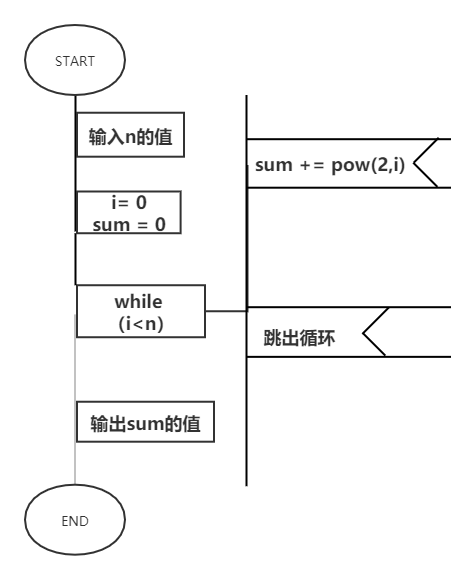 START
输入n的值
i= 0
sum = 0
while
（i<n）
输出sum的值
END
sum += pow(2,i)
跳出循环